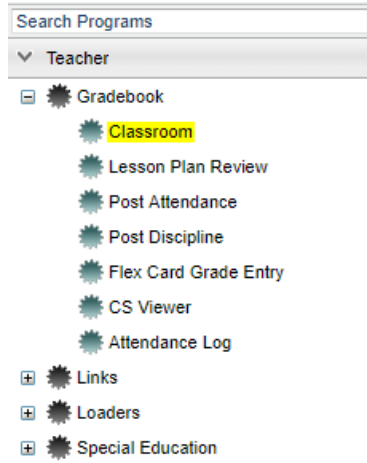 Search Programs
Teacher
Gradebook
Classroom
Lesson Plan Review
Post Attendance
Post Discipline
Flex Card Grade Entry
CS Viewer
Attendance Log
Links
Loaders
Special Education